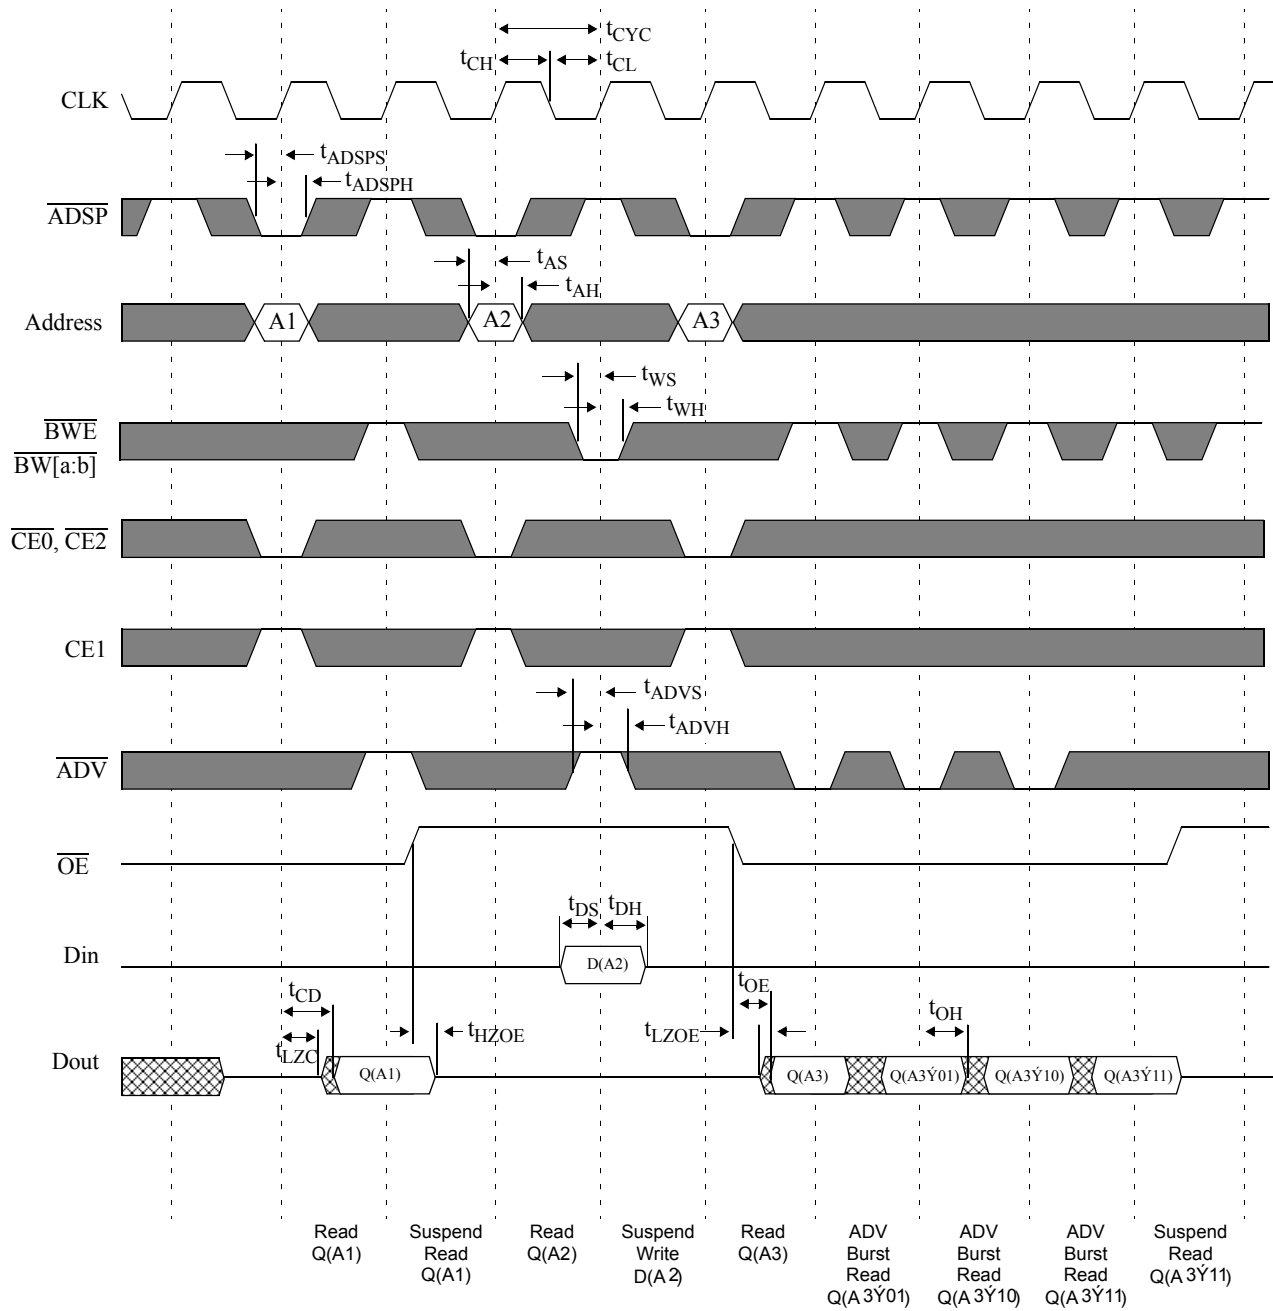 tCYC
tCH
tCL
CLK
tADSPS
tADSPH
ADSP
tAS
tAH
Address
A1
A2
A3
tWS
tWH
BWE
BW[a:b]
CE0, CE2
CE1
tADVS
tADVH
ADV
OE
tDS
tDH
Din
D(A2)
tCD
tOE
tOH
tHZOE
tLZOE
tLZC
Dout
Q(A1)
Q(A3)
Q(A3Ý01)
Q(A3Ý10)
Q(A3Ý11)
Read
Q(A1)
Suspend
Read
Q(A1)
Read
Q(A2)
Suspend
Write
D(A2)
Read
Q(A3)
ADV
Burst
Read
Q(A3Ý01)
ADV
Burst
Read
Q(A3Ý10)
ADV
Burst
Read
Q(A3Ý11)
Suspend
Read
Q(A3Ý11)